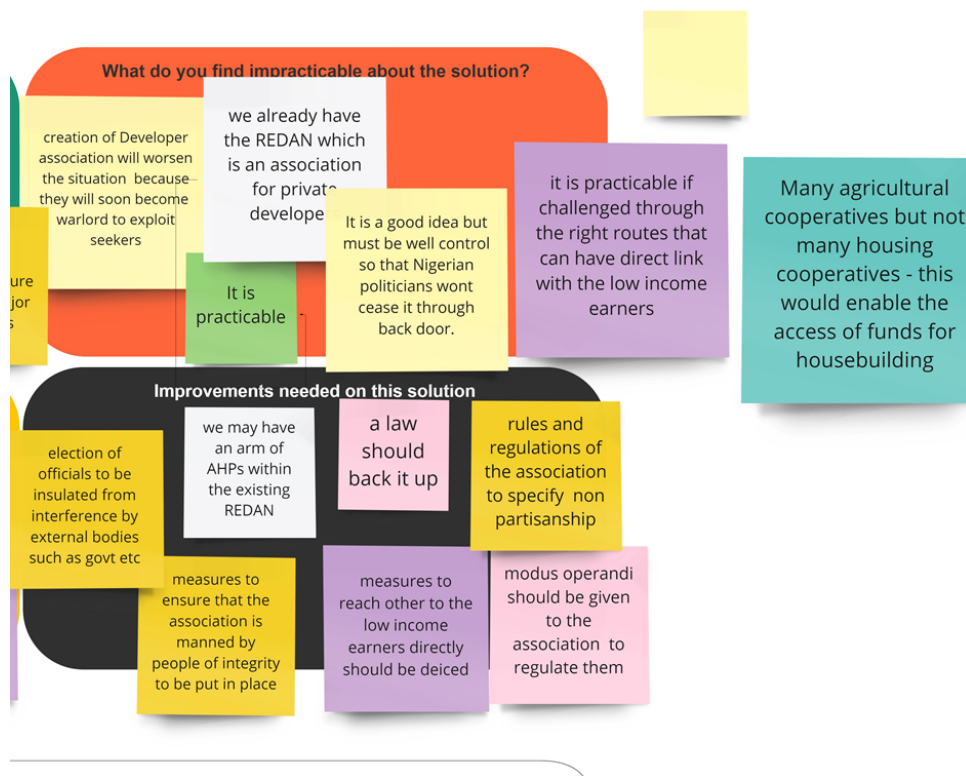 What do you find impracticable about the solution?
creation of Developer
association will worsen
the situation because
they will soon become
warlord to exploit
seekers
we already have
the REDAN which
is an association
for private
develope
It is
practicable
It is a good idea but
must be well control
so that Nigerian
politicians wont
cease it through
back door.
it is practicable if
challenged through
the right routes that
can have direct link
with the low income
earners
Many agricultural
cooperatives but not
many housing
cooperatives - this
would enable the
access of funds for
housebuilding
ure
jor
s
Improvements needed on this solution
election of
officials to be
insulated from
interference by
external bodies
such as govt etc
we may have
an arm of
AHPs within
the existing
REDAN
a law
should
back it up
rules and
regulations of
the association
to specify non
partisanship
measures to
ensure that the
association is
manned by
people of integrity
to be put in place
measures to
reach other to the
low income
earners directly
should be deiced
modus operandi
should be given
to the
association to
regulate them